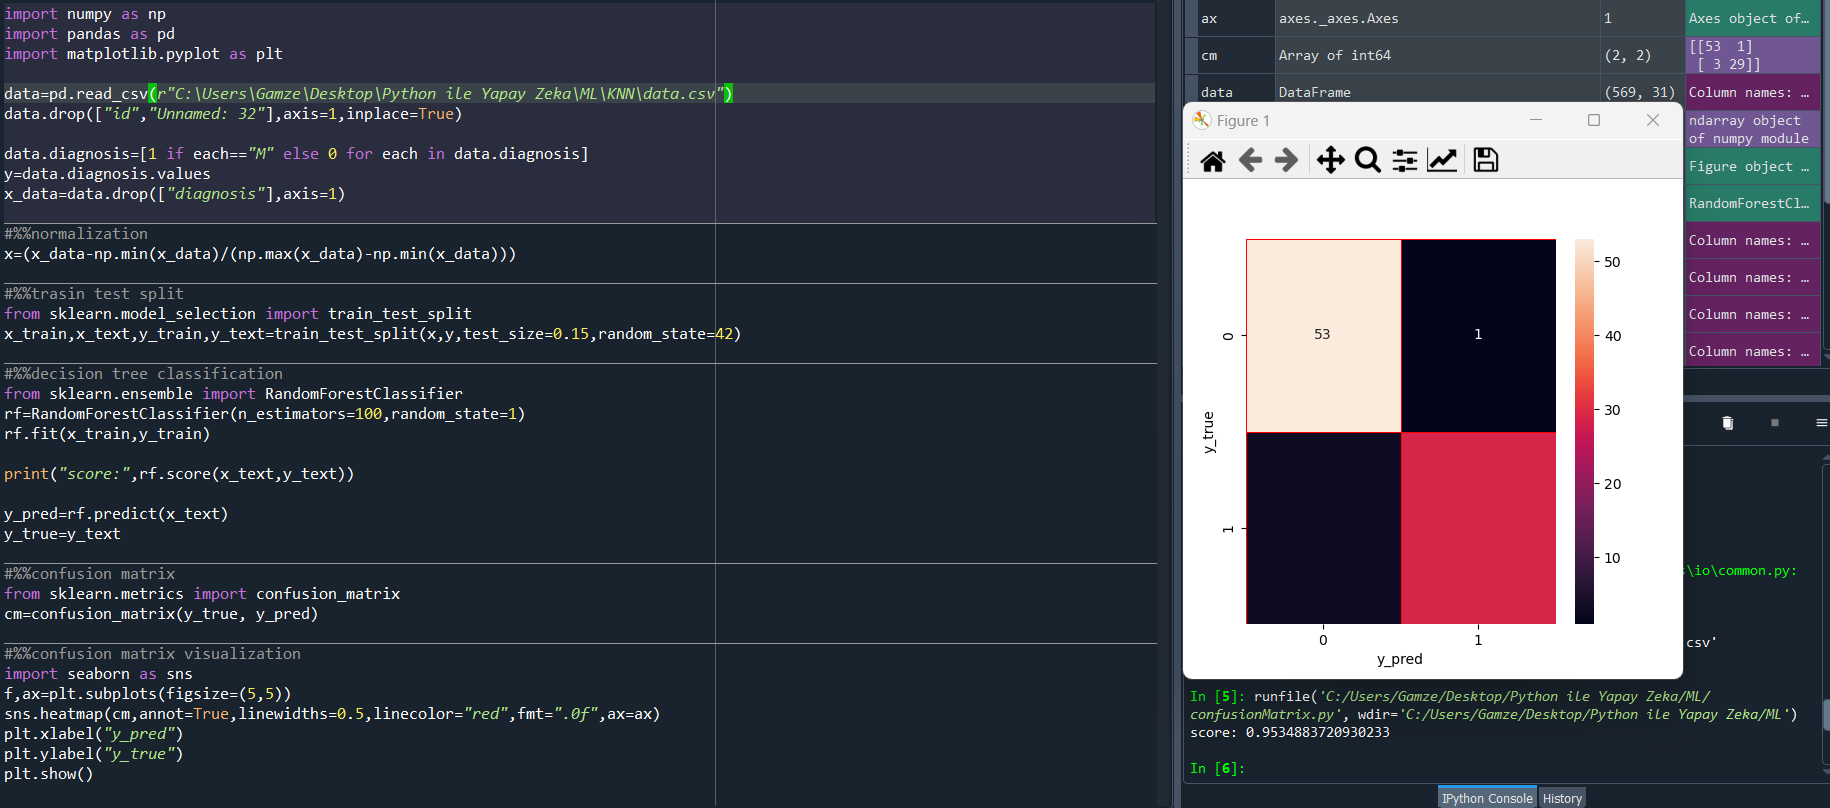 import numpy as np
import pandas as pd
import matplotlib.pyplot as plt
data=pd.read_csv(r"C:\Users\Gamze\Desktop\Python ile Yapay Zeka\ML\KNN\data.csv")
data.drop(["id","Unnamed: 32"],axis=1,inplace=True)
data.diagnosis=[1 if each=="M" else 0 for each in data.diagnosis]
y=data.diagnosis.values
x_data=data.drop(["diagnosis"],axis=1)
#%%normalization
x=(x_data-np.min(x_data)/(np.max(x_data)-np.min(x_data)))
#%%trasin test split
from sklearn.model_selection import train_test_split
x_train,x_text,y_train,y_text=train_test_split(x,y,test_size=0.15,random_state=42)
#%%decision tree classification
from sklearn.ensemble import RandomForestClassifier
rf=RandomForestClassifier(n_estimators=100,random_state=1)
rf.fit(x_train,y_train)
print("score:",rf.score(x_text,y_text))
y_pred=rf.predict(x_text)
y_true=y_text
#%%confusion matrix
from sklearn.metrics import confusion_matrix
cm=confusion_matrix(y_true, y_pred)
#%%confusion matrix visualization
import seaborn as sns
f,ax=plt.subplots(figsize=(5,5))
sns.heatmap(cm,annot=True,linewidths=0.5,linecolor="red",fmt=".0f",ax=ax)
plt.xlabel("y_pred")
plt.ylabel("y_true")
plt.show()
ax axes._axes.Axes 1 Axes object of…
cm Array of int64 (2, 2) [[53 1]
[ 3 29]]
data DataFrame (569, 31) Column names: …
ndarray object
of numpy module
Figure object …
RandomForestCl…
Column names: …
Column names: …
Column names: …
Column names: …
Figure 1
53
1
0
1
y_true
0
1
y_pred
50
40
30
20
10
s\io\common.py:
csv'
In [5]: runfile('C:/Users/Gamze/Desktop/Python ile Yapay Zeka/ML/
confusionMatrix.py', wdir='C:/Users/Gamze/Desktop/Python ile Yapay Zeka/ML')
score: 0.9534883720930233
In [6]:
IPython Console
History